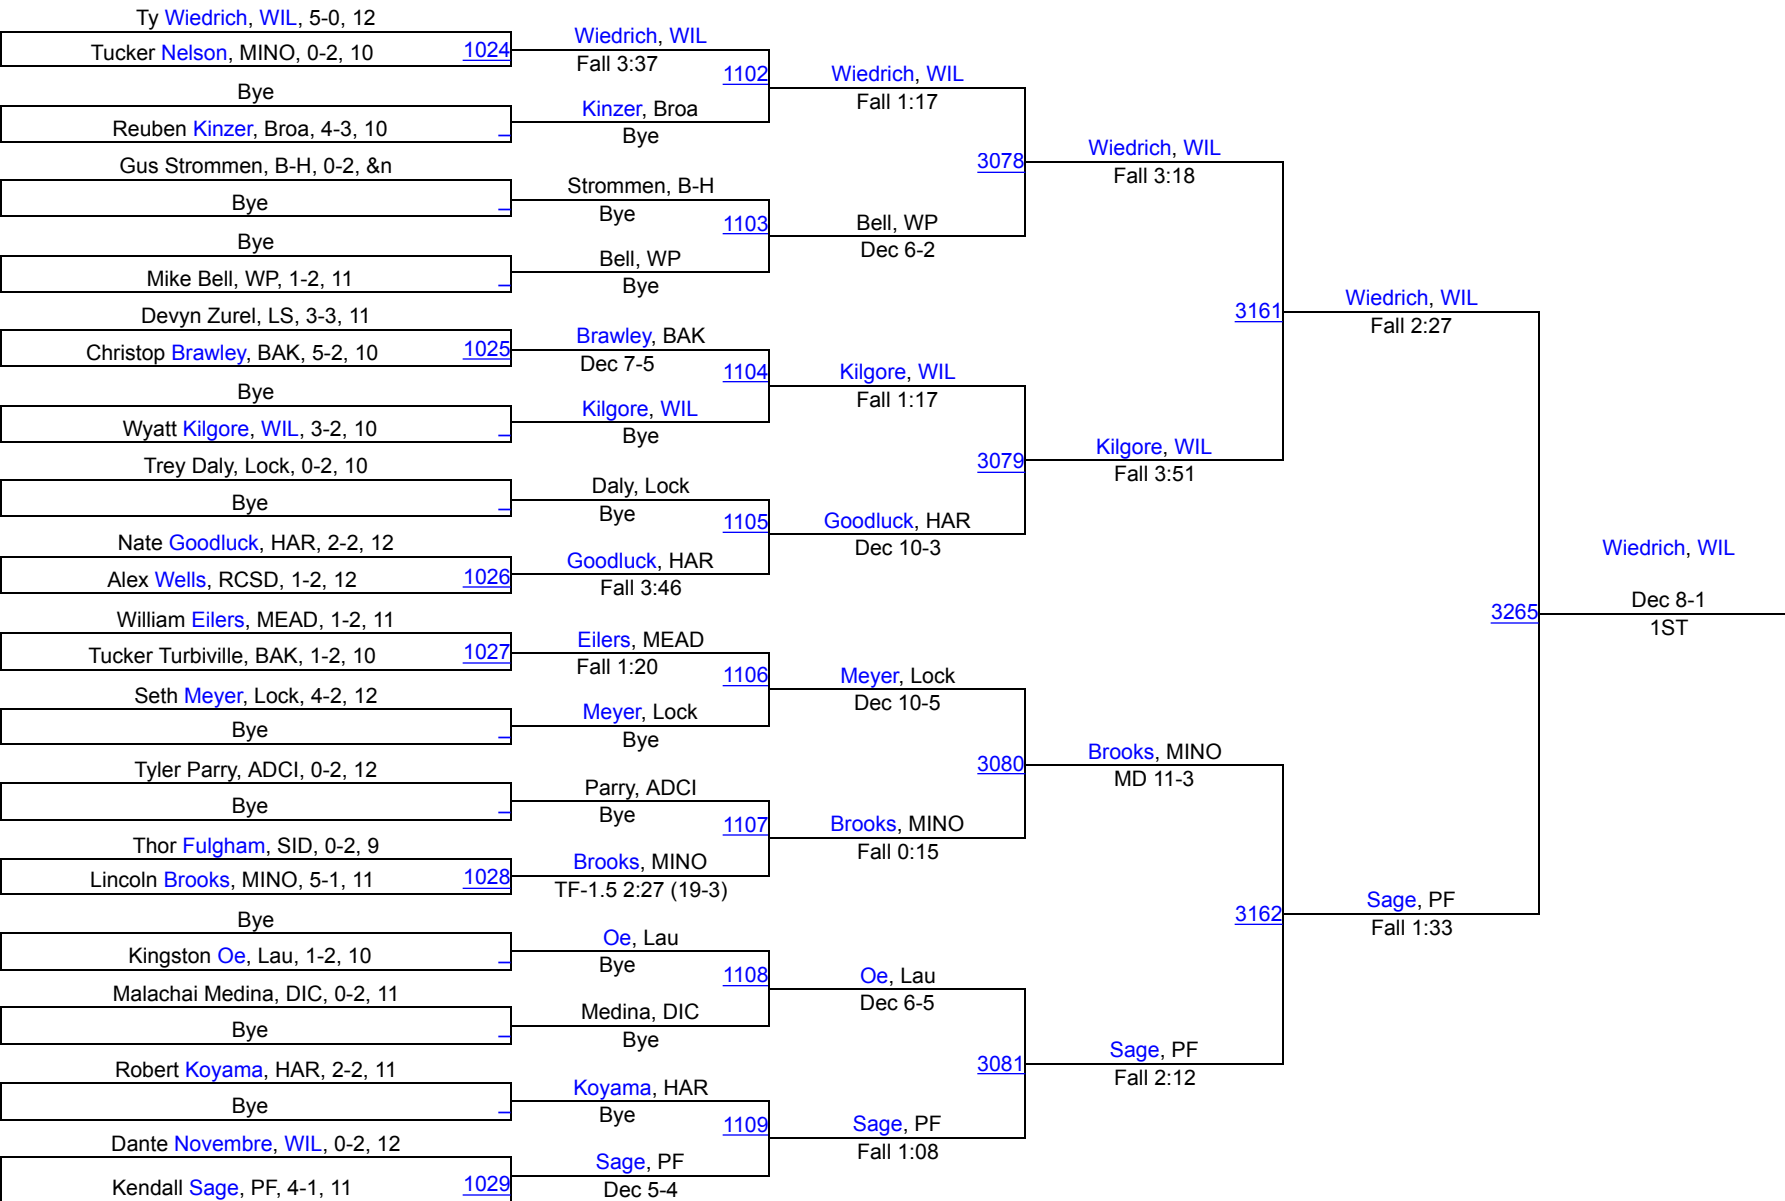 Ty Wiedrich, WIL, 5-0, 12
Tucker Nelson, MINO, 0-2, 10
1024
Bye
Reuben Kinzer, Broa, 4-3, 10
Gus Strommen, B-H, 0-2, &n
Bye
Bye
Mike Bell, WP, 1-2, 11
Devyn Zurel, LS, 3-3, 11
Christop Brawley, BAK, 5-2, 10
1025
Bye
Wyatt Kilgore, WIL, 3-2, 10
Trey Daly, Lock, 0-2, 10
Bye
Nate Goodluck, HAR, 2-2, 12
Alex Wells, RCSD, 1-2, 12
1026
William Eilers, MEAD, 1-2, 11
Tucker Turbiville, BAK, 1-2, 10
1027
Seth Meyer, Lock, 4-2, 12
Bye
Tyler Parry, ADCI, 0-2, 12
Bye
Thor Fulgham, SID, 0-2, 9
Lincoln Brooks, MINO, 5-1, 11
1028
Bye
Kingston Oe, Lau, 1-2, 10
Malachai Medina, DIC, 0-2, 11
Bye
Robert Koyama, HAR, 2-2, 11
Bye
Dante Novembre, WIL, 0-2, 12
Kendall Sage, PF, 4-1, 11
1029
Wiedrich, WIL
Fall 3:37
1102
Kinzer, Broa
Bye
Strommen, B-H
Bye
1103
Bell, WP
Bye
Brawley, BAK
Dec 7-5
1104
Kilgore, WIL
Bye
Daly, Lock
Bye
1105
Goodluck, HAR
Fall 3:46
Eilers, MEAD
Fall 1:20
1106
Meyer, Lock
Bye
Parry, ADCI
Bye
1107
Brooks, MINO
TF-1.5 2:27 (19-3)
Oe, Lau
Bye
1108
Medina, DIC
Bye
Koyama, HAR
Bye
1109
Sage, PF
Dec 5-4
Wiedrich, WIL
Fall 1:17
3078
Bell, WP
Dec 6-2
Kilgore, WIL
Fall 1:17
3079
Goodluck, HAR
Dec 10-3
Meyer, Lock
Dec 10-5
3080
Brooks, MINO
Fall 0:15
Oe, Lau
Dec 6-5
3081
Sage, PF
Fall 1:08
Wiedrich, WIL
Fall 3:18
3161
Kilgore, WIL
Fall 3:51
Brooks, MINO
MD 11-3
3162
Sage, PF
Fall 2:12
Wiedrich, WIL
Fall 2:27
3265
Sage, PF
Fall 1:33
Wiedrich, WIL
Dec 8-1
1ST